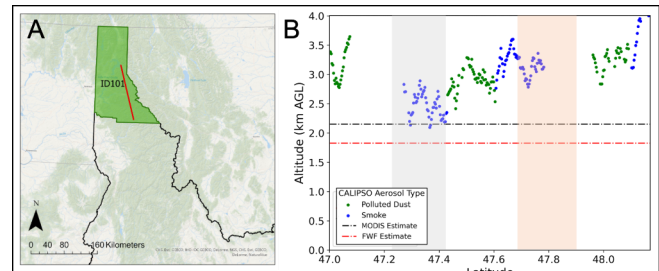 A
ID101
N
0 40 80 160 Kilometers
B
Altitude (km AGL)
4.0
3.5
3.0
2.5
2.0
1.5
1.0
0.5
0.0
CALIPSO Aerosol Type
Polluted Dust
Smoke
MODIS Estimate
FWF Estimate
47.0 47.2 47.4 47.6 47.8 48.0
Latitude